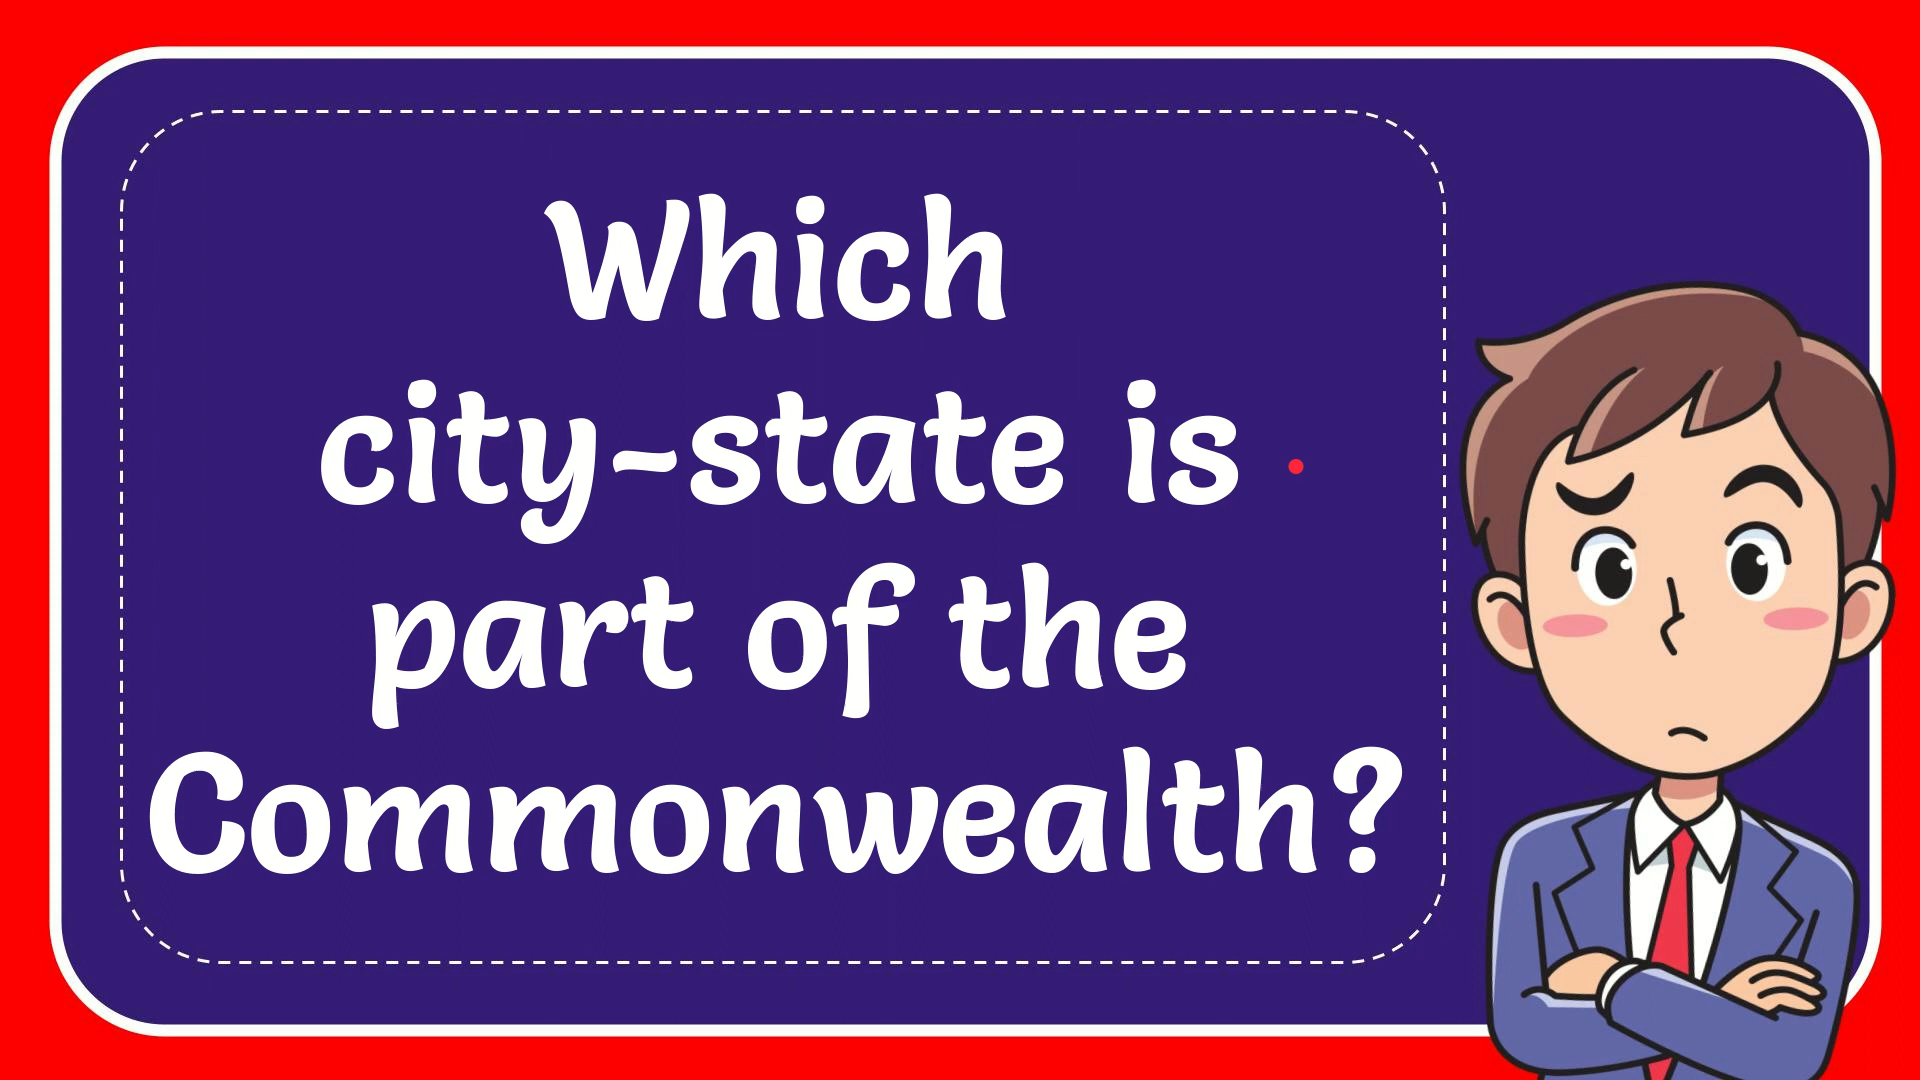 Which
city-state is
part of the
Commonwealth?